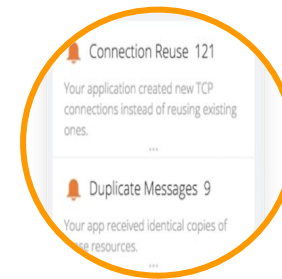 Connection Reuse 121
Your application created new TCP
connections instead of reusing existing
ones.
...
Duplicate Messages 9
Your app received identical copies of
resources.
...